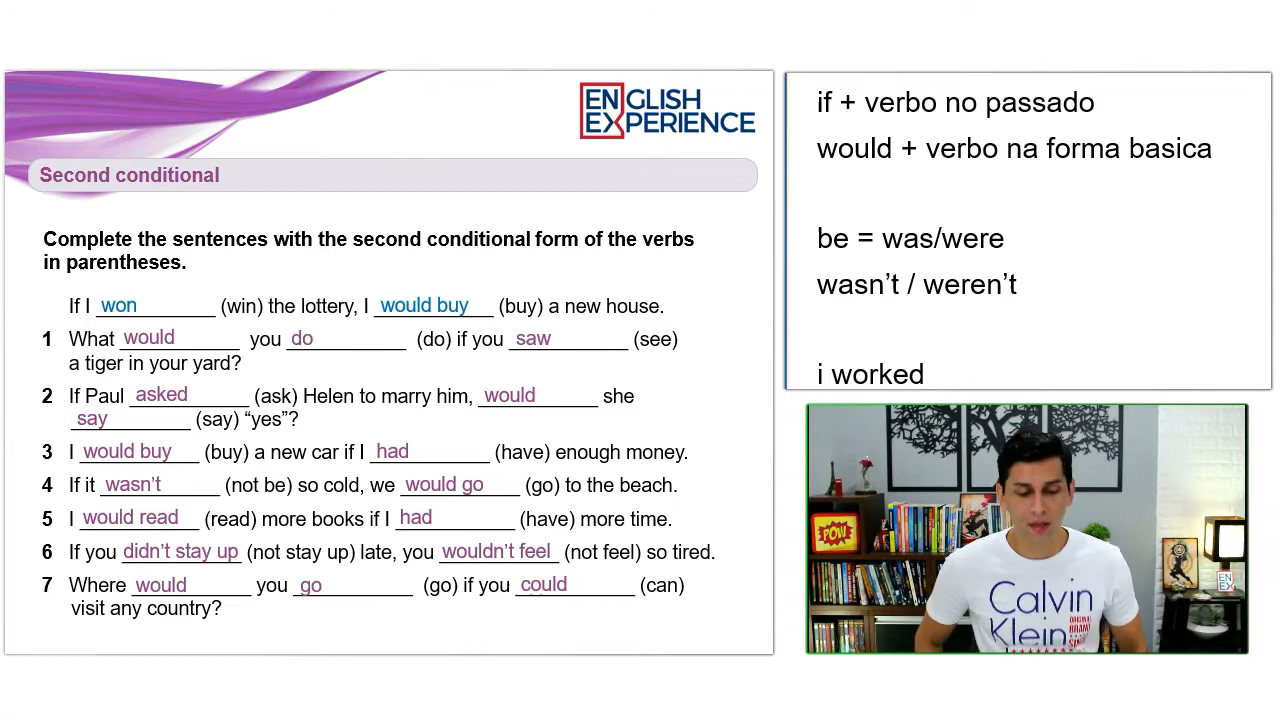 ENGLISH
EXPERIENCE
Second conditional
Complete the sentences with the second conditional form of the verbs
in parentheses.
If I won (win) the lottery, I would buy (buy) a new house.
1 What would you do (do) if you saw (see)
a tiger in your yard?
2 If Paul asked (ask) Helen to marry him, would she
say (say) “yes”?
3 I would buy (buy) a new car if I had (have) enough money.
4 If it wasn’t (not be) so cold, we would go (go) to the beach.
5 I would read (read) more books if I had (have) more time.
6 If you didn’t stay up (not stay up) late, you wouldn’t feel (not feel) so tired.
7 Where would you go (go) if you could (can)
visit any country?
if + verbo no passado
would + verbo na forma basica
be = was/were
wasn’t / weren’t
i worked
POW
EN
EX
Calvin
Klein